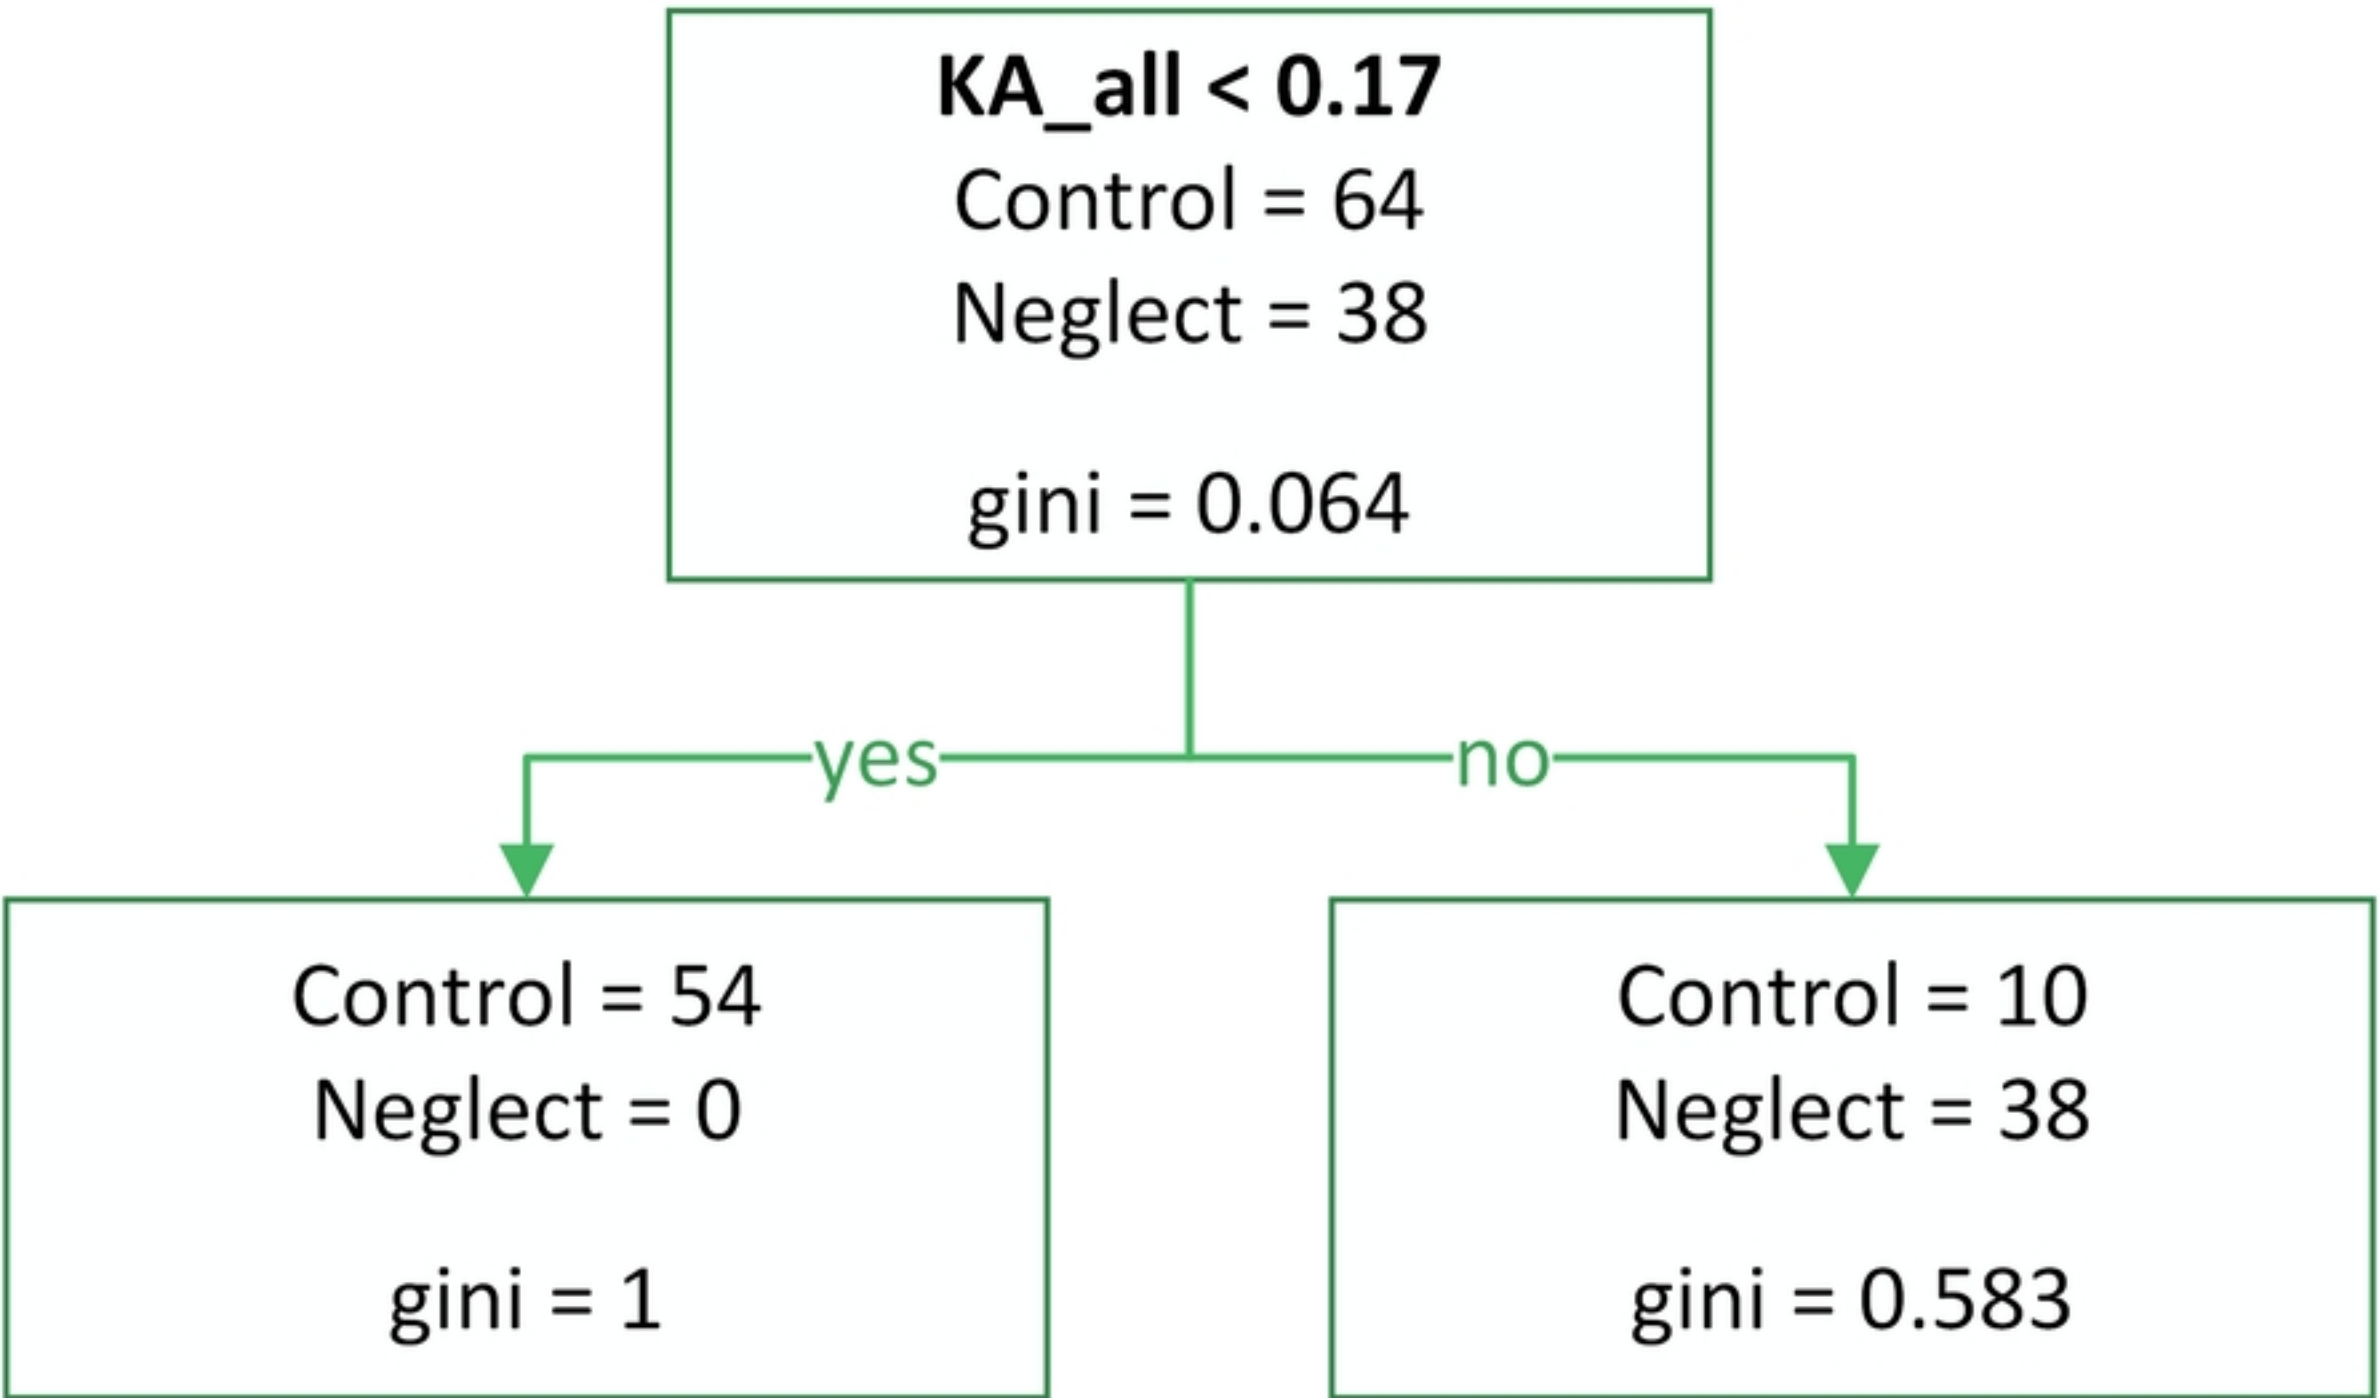 KA_all < 0.17
Control = 64
Neglect = 38
gini = 0.064
yes
no
Control = 54
Neglect = 0
gini = 1
Control = 10
Neglect = 38
gini = 0.583